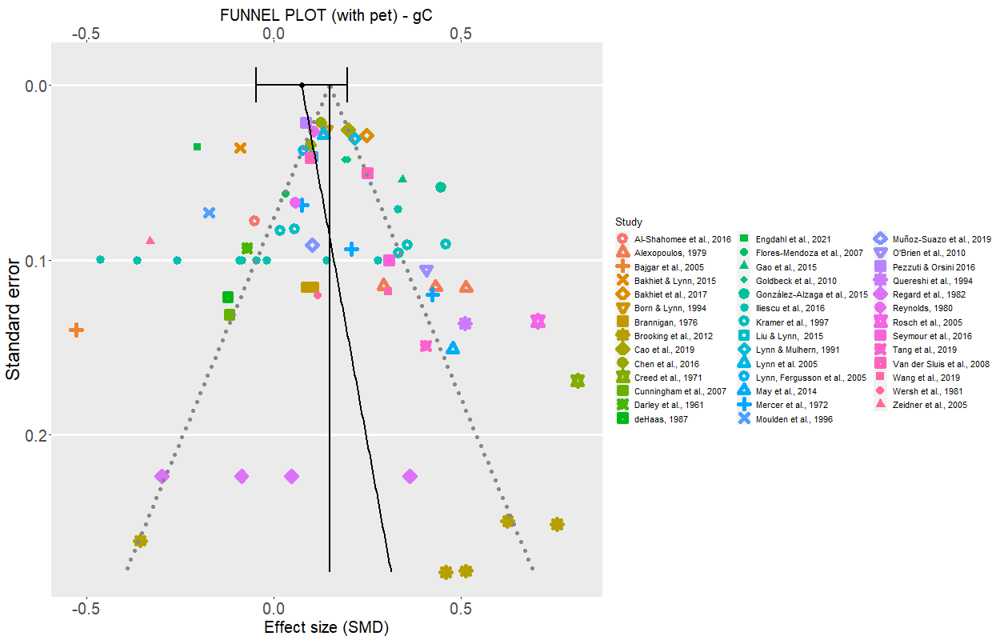 FUNNEL PLOT (with pet) - gC
-0.5 0.0 0.5
0.0
0.1
0.2
Standard error
-0.5 0.0 0.5
Effect size (SMD)
Study
Al-Shahomee et al., 2016
Alexopoulos, 1979
Bajgar et al., 2005
Bakhiet & Lynn, 2015
Bakhiet et al., 2017
Born & Lynn, 1994
Brannigan, 1976
Brooking et al., 2012
Cao et al., 2019
Chen et al., 2016
Creed et al., 1971
Cunningham et al., 2007
Darley et al., 1961
deHaas, 1987
Engdahl et al., 2021
Flores-Mendoza et al., 2007
Gao et al., 2015
Goldbeck et al., 2010
González-Alzaga et al., 2015
Iliescu et al., 2016
Kramer et al., 1997
Liu & Lynn,  2015
Lynn & Mulhern, 1991
Lynn et al. 2005
Lynn, Fergusson et al., 2005
May et al., 2014
Mercer et al., 1972
Moulden et al., 1996
Muñoz-Suazo et al., 2019
O'Brien et al., 2010
Pezzuti & Orsini 2016
Quereshi et al., 1994
Regard et al., 1982
Reynolds, 1980
Rosch et al., 2005
Seymour et al., 2016
Tang et al., 2019
Van der Sluis et al., 2008
Wang et al., 2019
Wersh et al., 1981
Zeidner et al., 2005